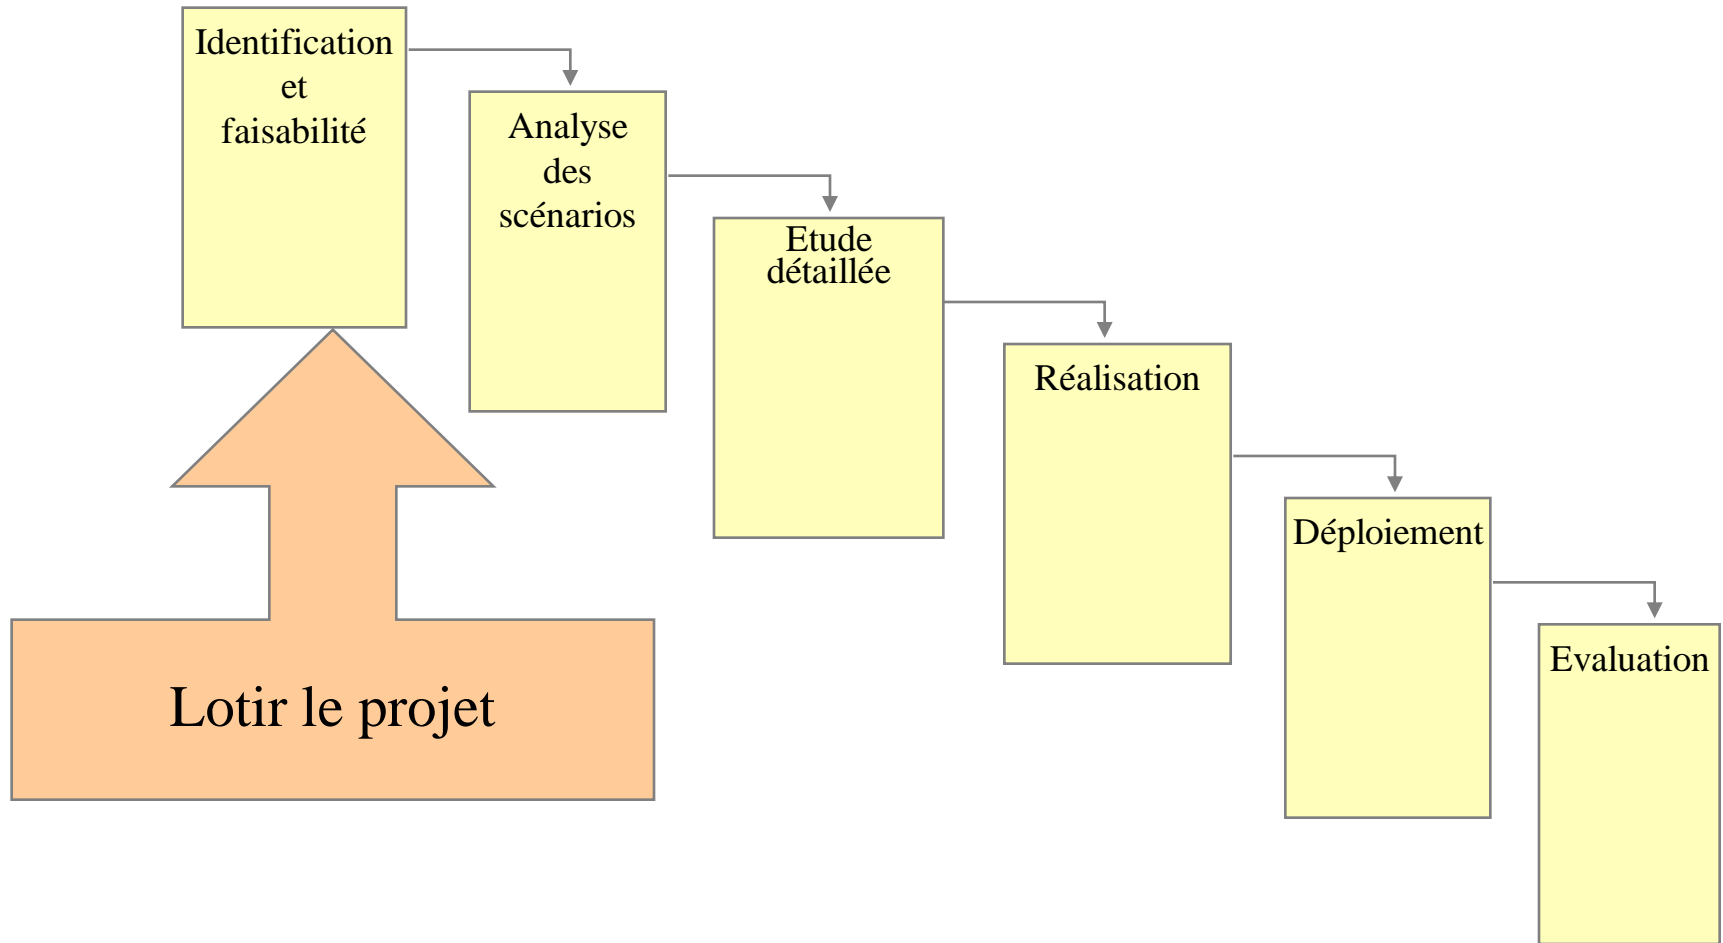 Identification
et
faisabilité
Analyse
des
scénarios
Etude
détaillée
Réalisation
Déploiement
Evaluation
Lotir le projet